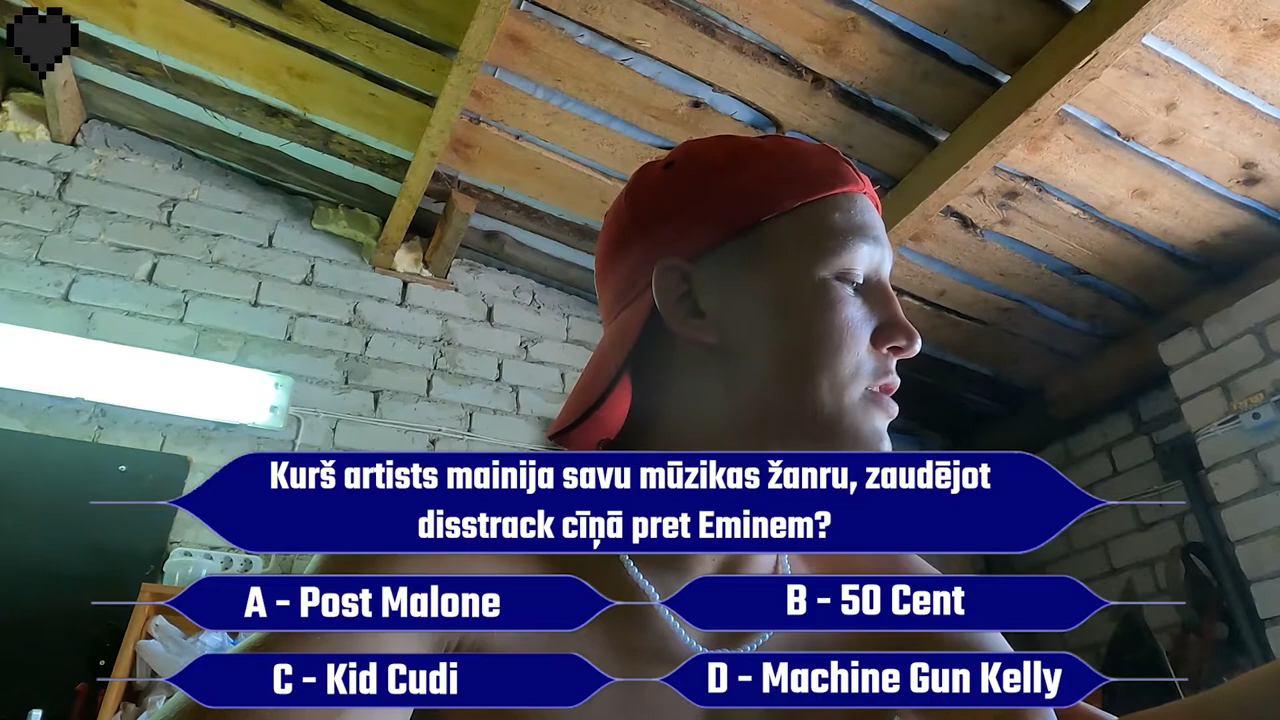 Kurš artists mainija savu mūzikas žanru, zaudējot
disstrack cīņā pret Eminem?
A - Post Malone
B - 50 Cent
C - Kid Cudi
D - Machine Gun Kelly